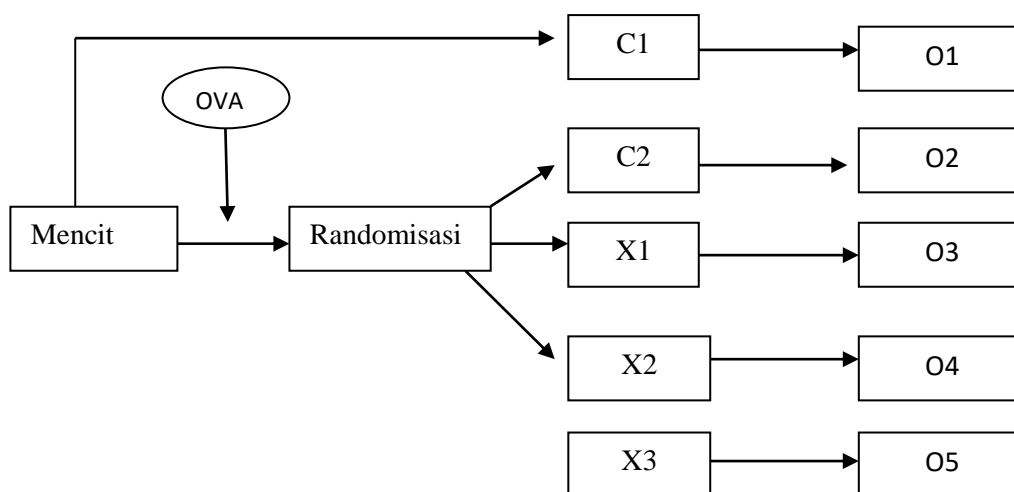 C1
O1
OVA
C2
O2
Mencit
Randomisasi
X1
O3
X2
O4
X3
O5